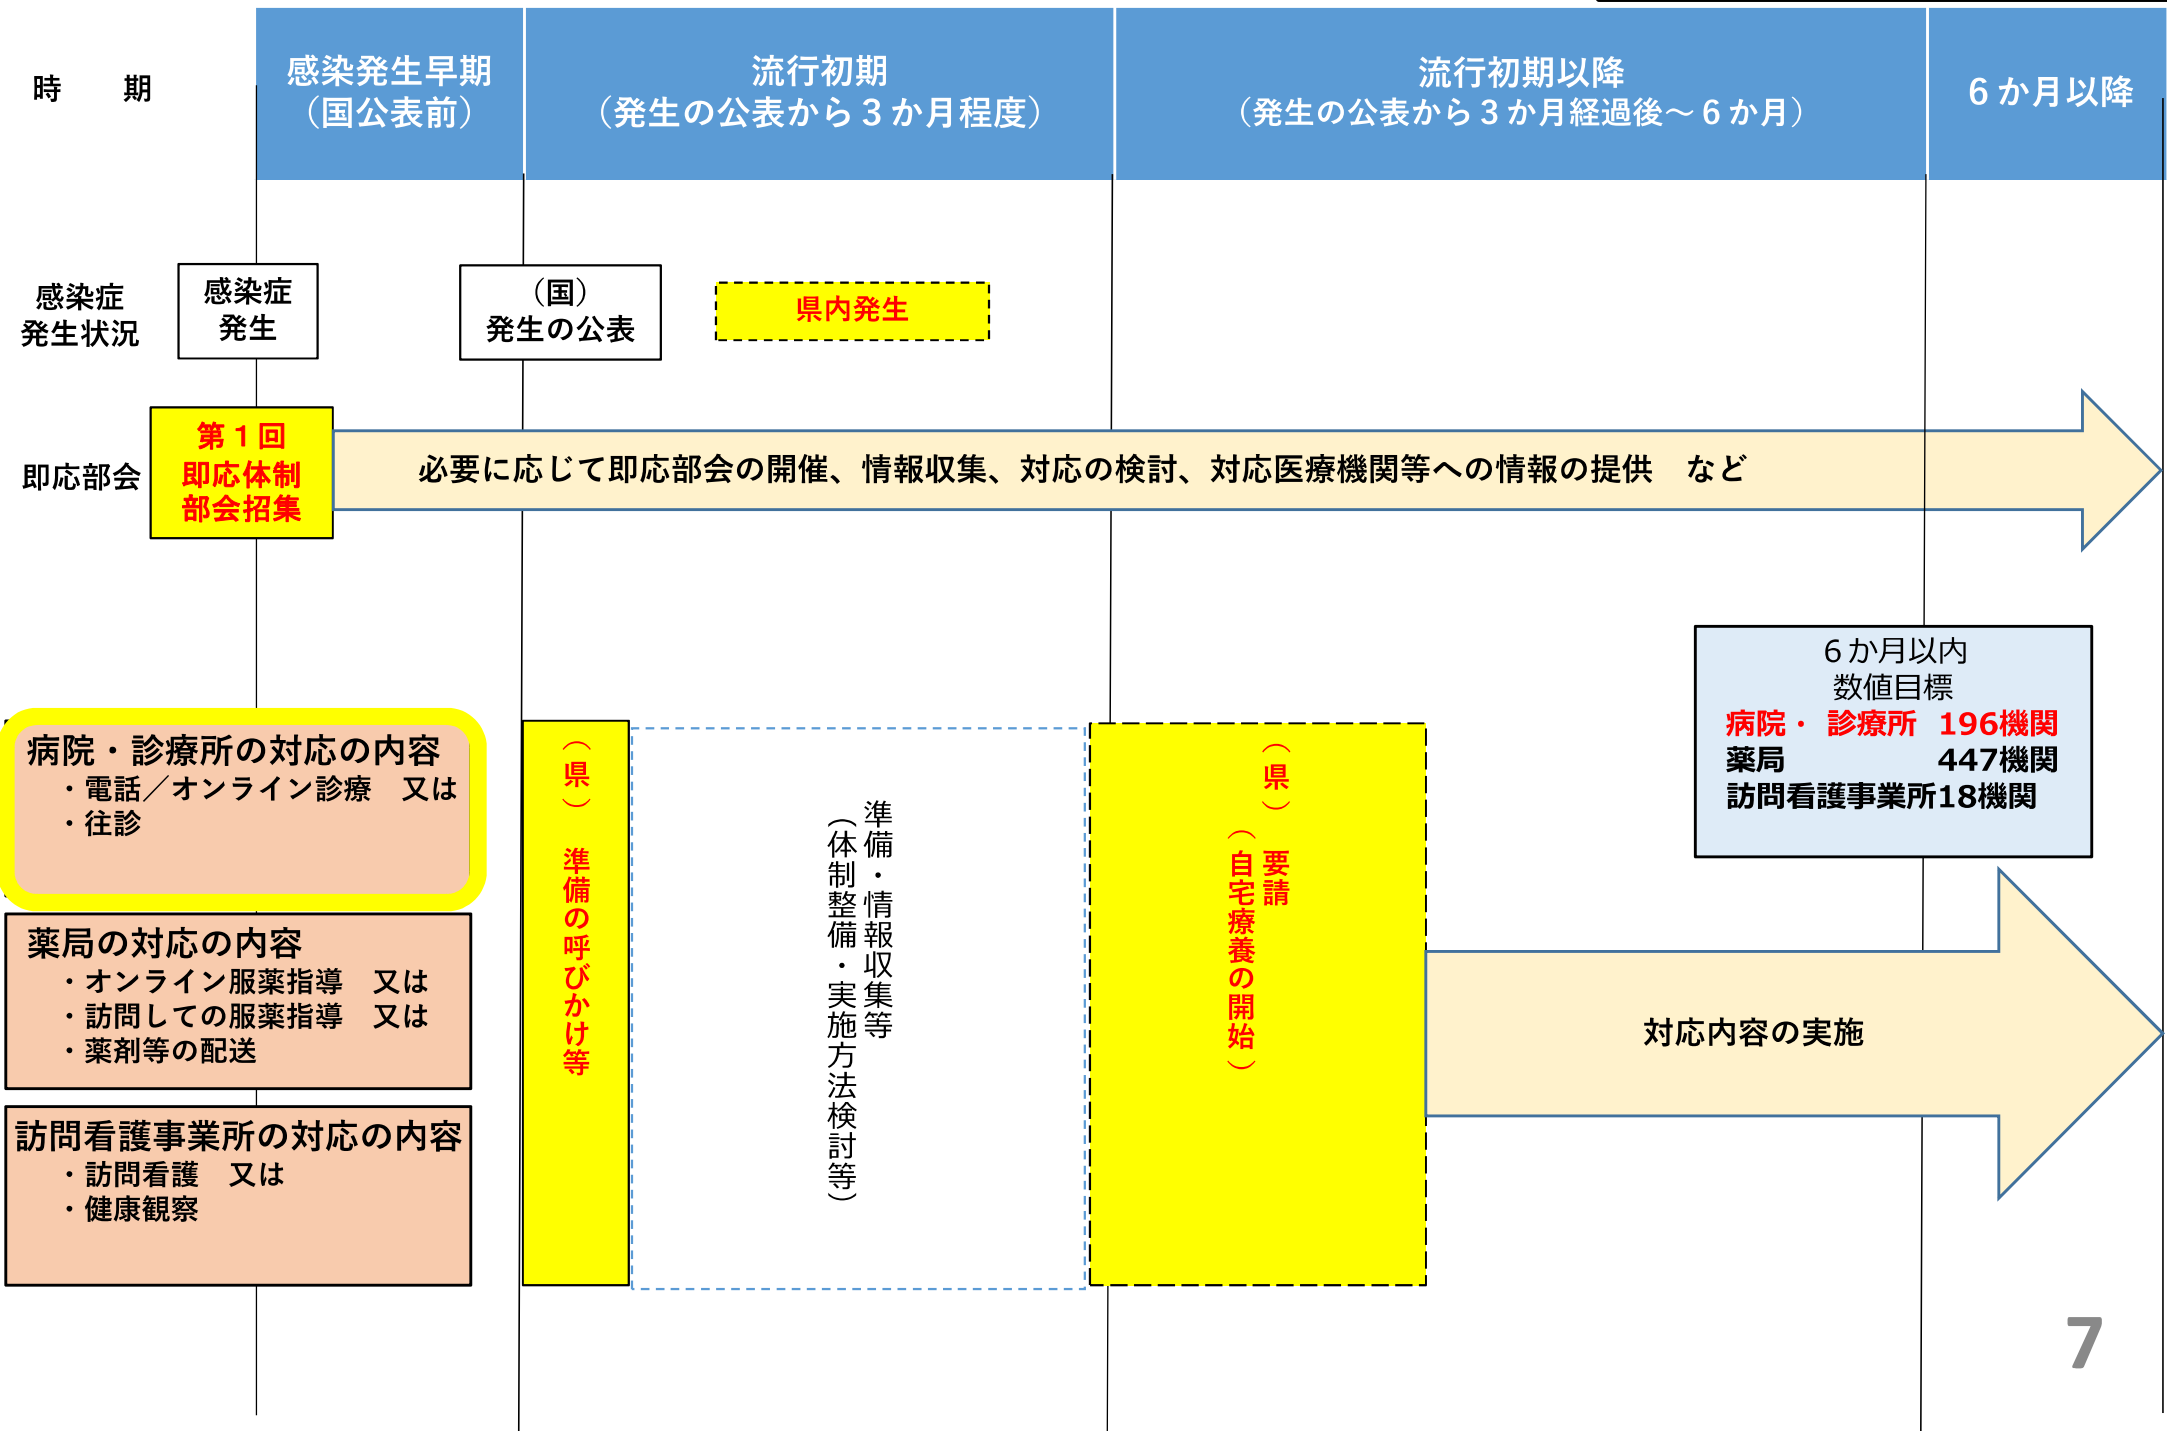 時　　期
感染発生早期
（国公表前）
流行初期
（発生の公表から３か月程度）
流行初期以降
（発生の公表から３か月経過後～６か月）
６か月以降
感染症
発生状況
感染症
発生
（国）
発生の公表
県内発生
即応部会
第１回
即応体制
部会招集
必要に応じて即応部会の開催、情報収集、対応の検討、対応医療機関等への情報の提供　など
６か月以内
数値目標
病院・ 診療所 196機関
薬局 447機関
訪問看護事業所18機関
病院・診療所の対応の内容
・電話／オンライン診療　又は
・往診
薬局の対応の内容
・オンライン服薬指導　又は
・訪問しての服薬指導　又は
・薬剤等の配送
訪問看護事業所の対応の内容
・訪問看護　又は
・健康観察
（県）　準備の呼びかけ等
準備・情報収集等
（体制整備・実施方法検討等）
（県）　要請
（自宅療養の開始）
対応内容の実施
7